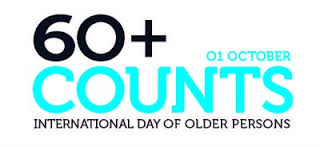 60+
01 OCTOBER
COUNTS
INTERNATIONAL DAY OF OLDER PERSONS